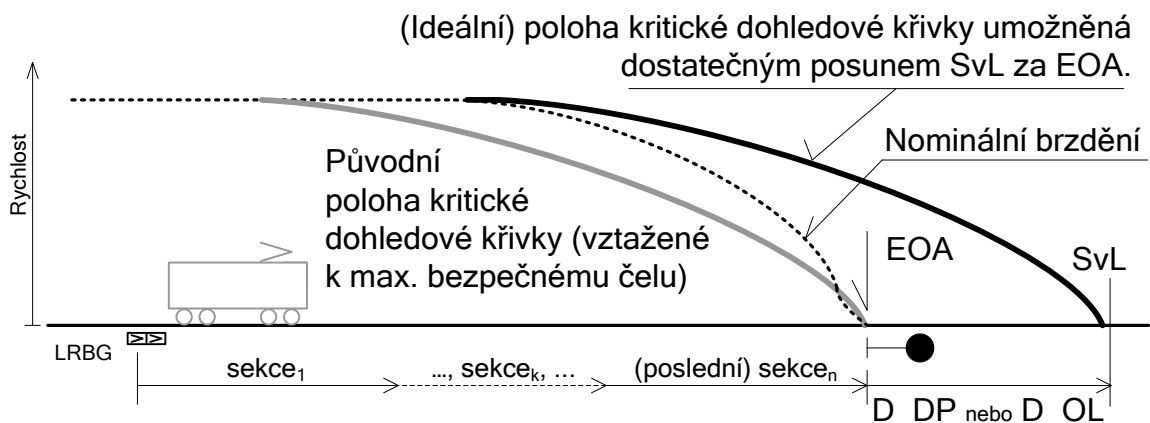 (Ideální) poloha kritické dohledové křivky umožněná
dostatečným posunem SvL za EOA.
Nominální brzdění
Rychlost
Původní
poloha kritické
dohledové křivky (vztažené
k max. bezpečnému čelu)
EOA
SvL
LRBG
sekce₁
..., sekceₖ, ...
(poslední) sekceₙ
D DP nebo D OL